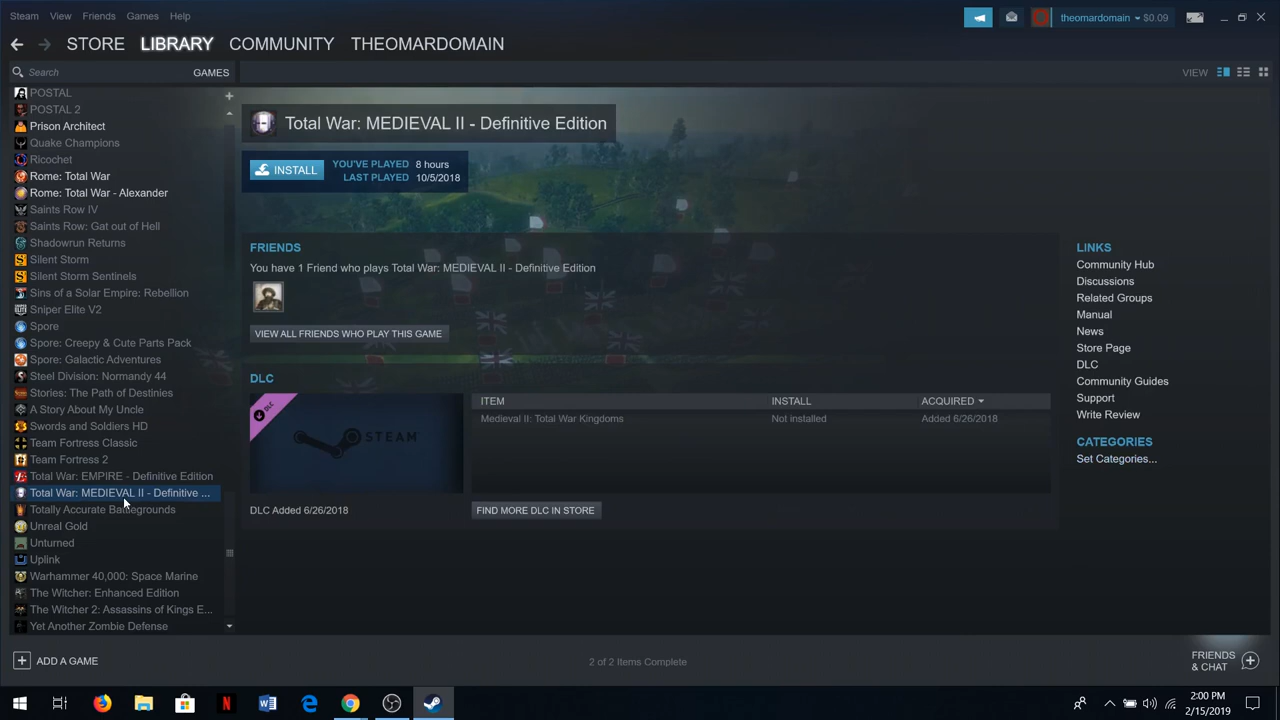 Steam View Friends Games Help
theomardomain $0.09
STORE LIBRARY COMMUNITY THEOMARDOMAIN
Search GAMES
VIEW
POSTAL
POSTAL 2
Prison Architect
Quake Champions
Ricochet
Rome: Total War
Rome: Total War - Alexander
Saints Row IV
Saints Row: Gat out of Hell
Shadowrun Returns
Silent Storm
Silent Storm Sentinels
Sins of a Solar Empire: Rebellion
Sniper Elite V2
Spore
Spore: Creepy & Cute Parts Pack
Spore: Galactic Adventures
Steel Division: Normandy 44
Stories: The Path of Destinies
A Story About My Uncle
Swords and Soldiers HD
Team Fortress Classic
Team Fortress 2
Total War: EMPIRE - Definitive Edition
Total War: MEDIEVAL II - Definitive ...
Totally Accurate Battlegrounds
Unreal Gold
Unturned
Uplink
Warhammer 40,000: Space Marine
The Witcher: Enhanced Edition
The Witcher 2: Assassins of Kings E...
Yet Another Zombie Defense
Total War: MEDIEVAL II - Definitive Edition
INSTALL
YOU'VE PLAYED 8 hours
LAST PLAYED 10/5/2018
FRIENDS
You have 1 Friend who plays Total War: MEDIEVAL II - Definitive Edition
VIEW ALL FRIENDS WHO PLAY THIS GAME
DLC
DLC
STEAM
DLC Added 6/26/2018
ITEM INSTALL ACQUIRED
Medieval II: Total War Kingdoms Not installed Added 6/26/2018
FIND MORE DLC IN STORE
LINKS
Community Hub
Discussions
Related Groups
Manual
News
Store Page
DLC
Community Guides
Support
Write Review
CATEGORIES
Set Categories...
ADD A GAME
2 of 2 Items Complete
FRIENDS
& CHAT
2:00 PM
2/15/2019